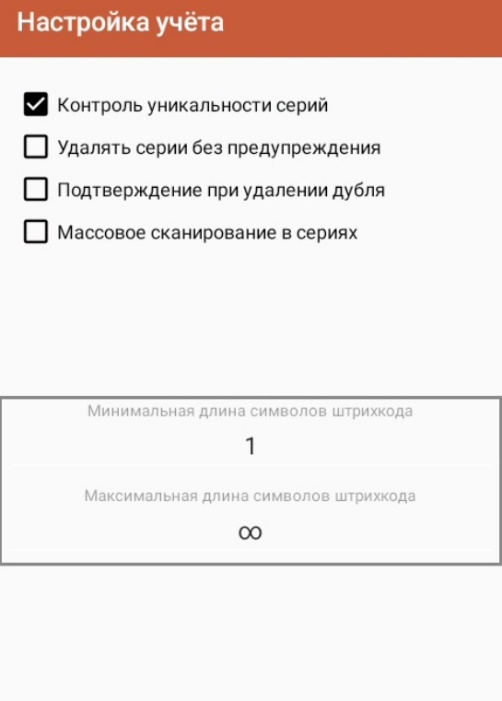 Настройка учёта
Контроль уникальности серий
Удалять серии без предупреждения
Подтверждение при удалении дубля
Массовое сканирование в сериях
Минимальная длина символов штрихкода
1
Максимальная длина символов штрихкода
∞